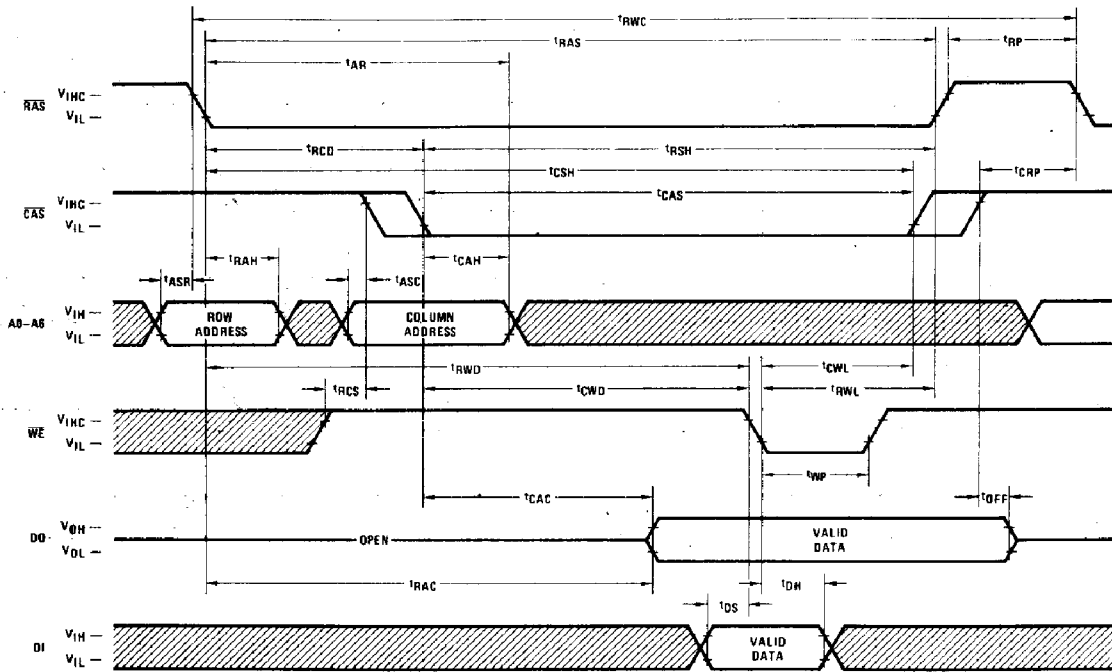 tRWC
tRAS
tRP
tAR
RAS
VIHC
VIL
tRCD
tRSH
tCSH
tCRP
tCAS
CAS
VIHC
VIL
tRAH
tCAH
tASR
tASC
A0-A6
VIH
VIL
ROW
ADDRESS
COLUMN
ADDRESS
tRWD
tCWL
tRCS
tCWD
tRWL
WE
VIHC
VIL
tWP
tCAC
tOFF
DO
VOH
VOL
OPEN
VALID
DATA
tRAC
tDH
tDS
DI
VIH
VIL
VALID
DATA